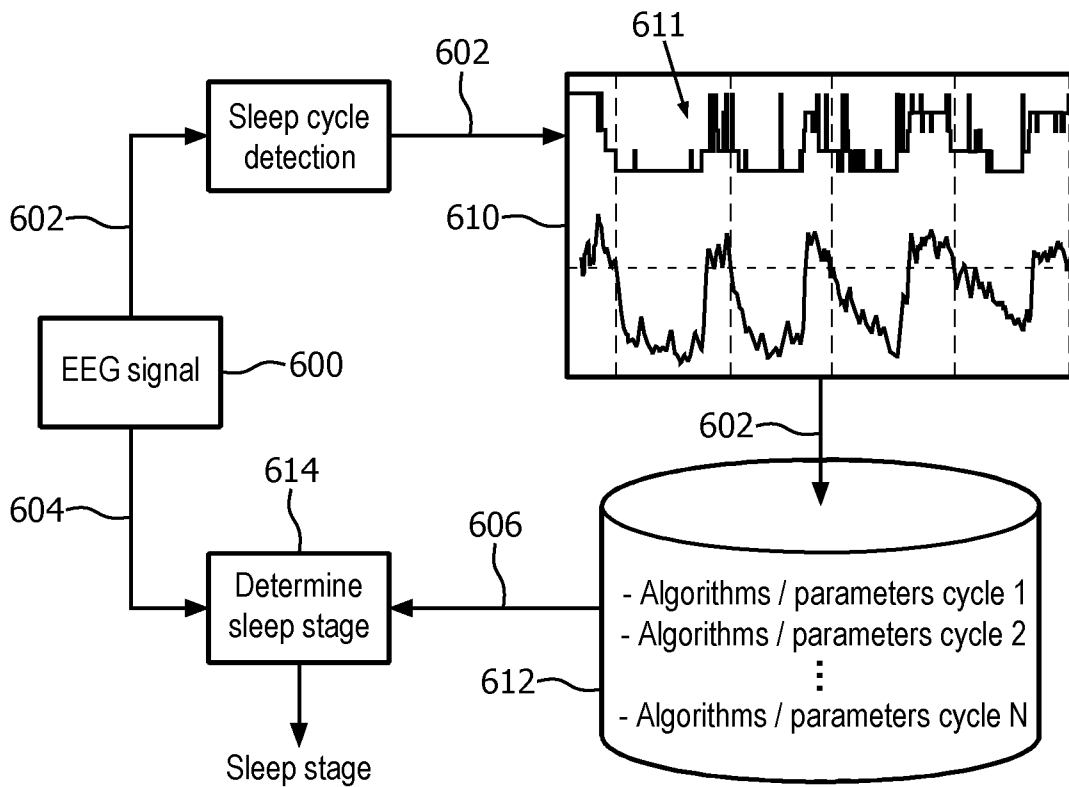 611
602
Sleep cycle
detection
602
610
EEG signal
600
602
614
604
606
Determine
sleep stage
- Algorithms / parameters cycle 1
- Algorithms / parameters cycle 2
⋮
- Algorithms / parameters cycle N
612
Sleep stage